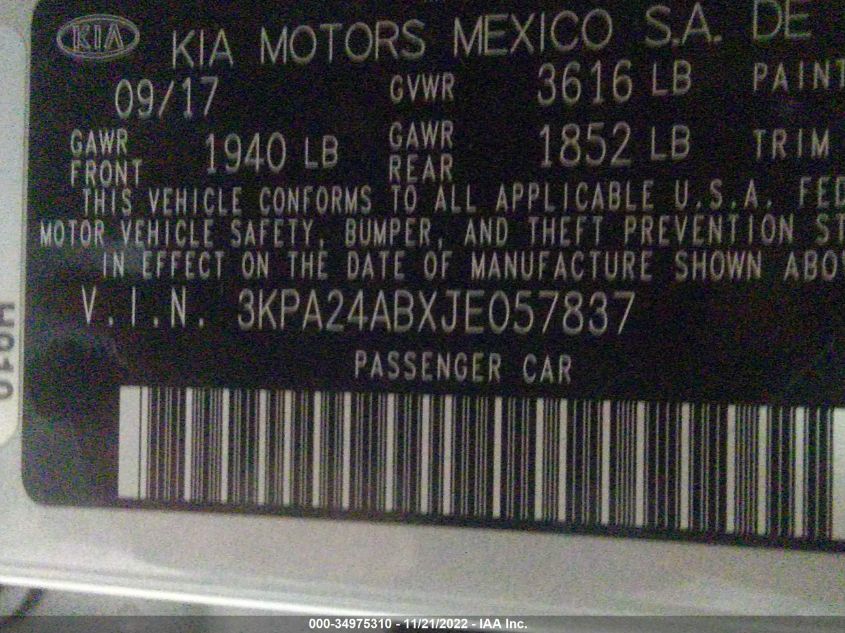 KIA KIA MOTORS MEXICO S.A. DE
09/17 GVWR 3616 LB PAINT
GAWR FRONT 1940 LB GAWR REAR 1852 LB TRIM
THIS VEHICLE CONFORMS TO ALL APPLICABLE U.S.A. FED
MOTOR VEHICLE SAFETY, BUMPER, AND THEFT PREVENTION ST
IN EFFECT ON THE DATE OF MANUFACTURE SHOWN ABO
V.I.N. 3KPA24ABXJE057837
PASSENGER CAR
000-34975310 - 11/21/2022 - IAA Inc.